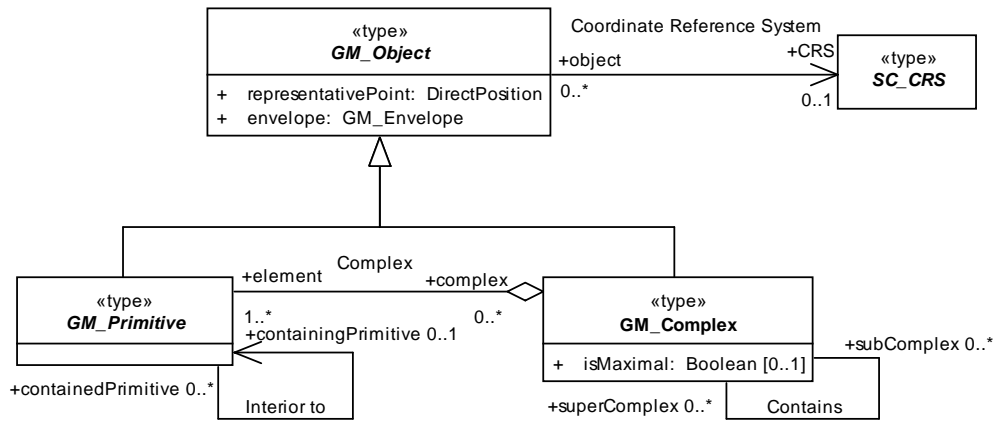 «type»
GM_Object
+ representativePoint: DirectPosition
+ envelope: GM_Envelope
Coordinate Reference System
+object
0..*
+CRS
0..1
«type»
SC_CRS
«type»
GM_Primitive
+element
1..*
Complex
+complex
0..*
«type»
GM_Complex
+ isMaximal: Boolean [0..1]
+containingPrimitive 0..1
+containedPrimitive 0..*
Interior to
+subComplex 0..*
+superComplex 0..*
Contains